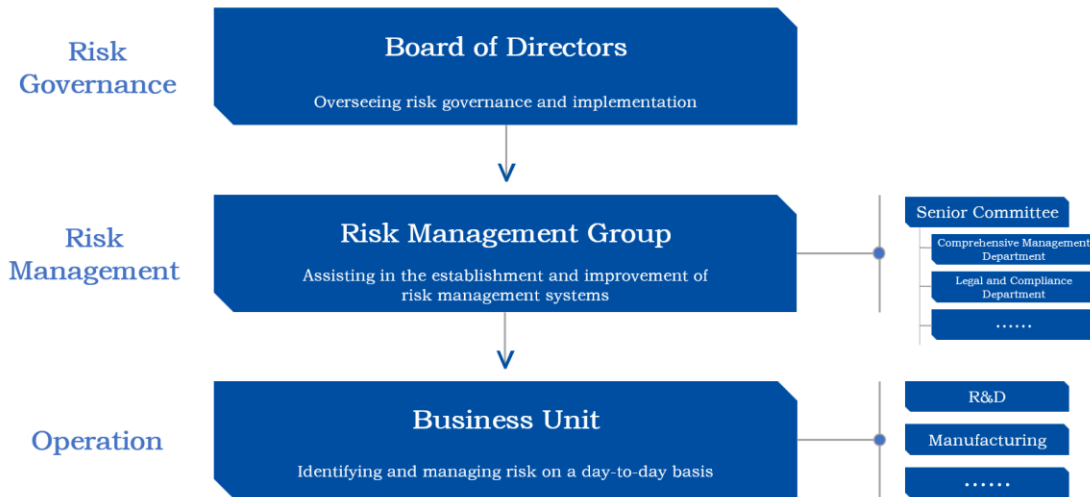 Risk
Governance
Board of Directors
Overseeing risk governance and implementation
Risk
Management
Risk Management Group
Assisting in the establishment and improvement of
risk management systems
Senior Committee
Comprehensive Management
Department
Legal and Compliance
Department
······
Operation
Business Unit
Identifying and managing risk on a day-to-day basis
R&D
Manufacturing
······